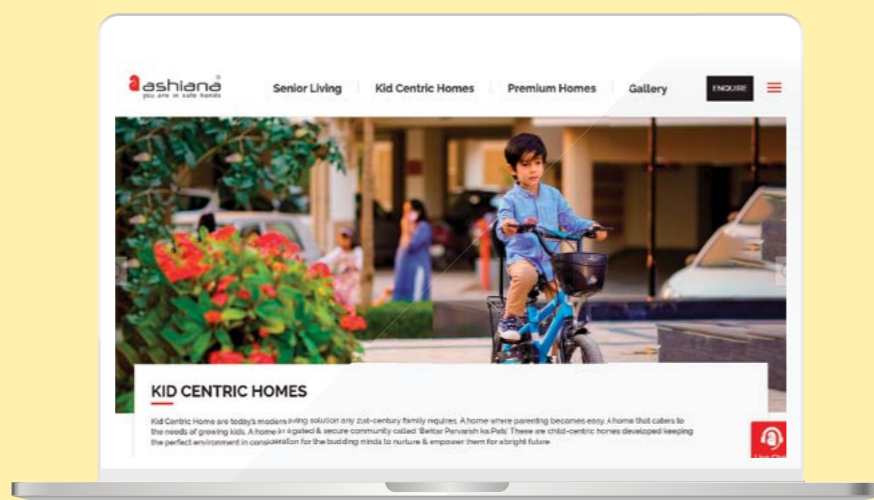 ashiana®
you are in safe hands
Senior Living
Kid Centric Homes
Premium Homes
Gallery
ENQUIRE
KID CENTRIC HOMES
Kid Centric Home are today's modern living solution any 21st-century family requires. A home where parenting becomes easy. A home that caters to
the needs of growing kids. A home in a gated & secure community called 'Behtar Parvarish ka Pata'. These are child-centric homes developed keeping
the perfect environment in consideration for the budding minds to nurture & empower them for a bright future